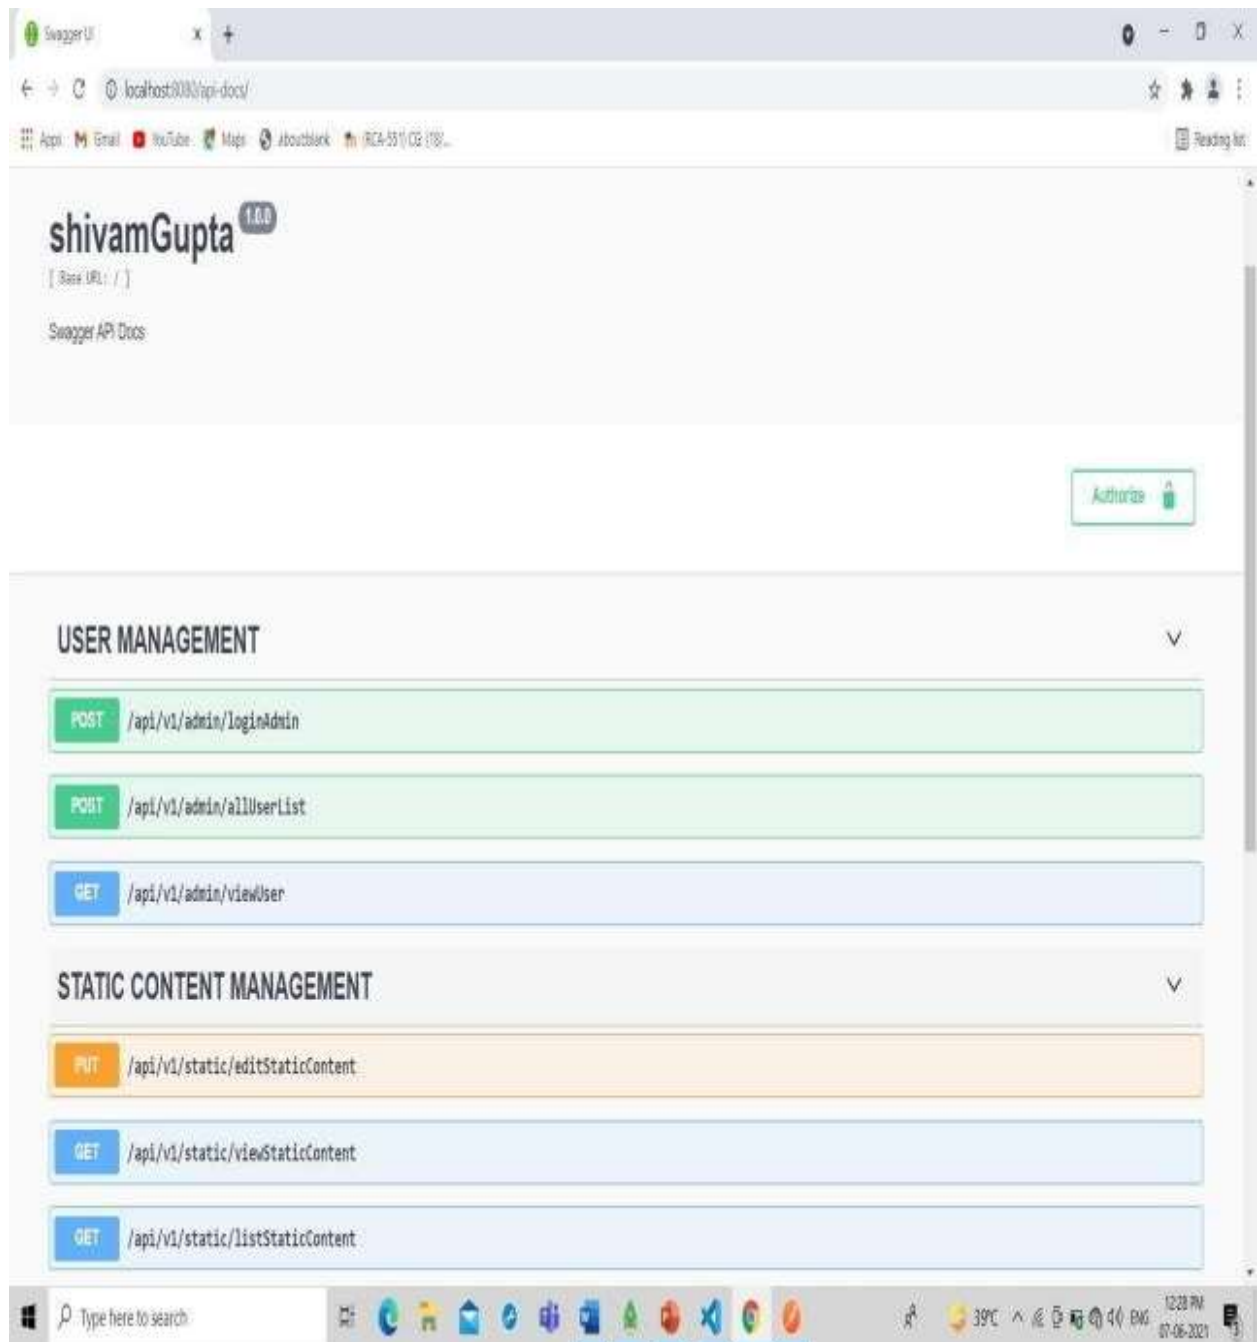 Swagger UI
localhost:8080/api-docs/
Apps Gmail YouTube Maps Aboutblank
Reading list
shivamGupta 1.0.0
[ Base URL: / ]
Swagger API Docs
Authorize
USER MANAGEMENT
POST /api/v1/admin/loginAdmin
POST /api/v1/admin/allUserList
GET /api/v1/admin/viewUser
STATIC CONTENT MANAGEMENT
PUT /api/v1/static/editStaticContent
GET /api/v1/static/viewStaticContent
GET /api/v1/static/listStaticContent
Type here to search
39°C
ENG
12:28 PM
07-06-2021